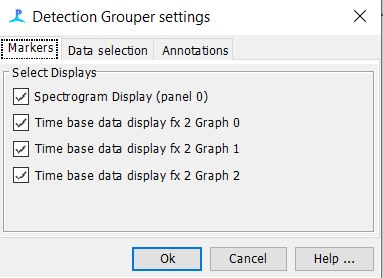 Detection Grouper settings
Markers Data selection Annotations
Select Displays
Spectrogram Display (panel 0)
Time base data display fx 2 Graph 0
Time base data display fx 2 Graph 1
Time base data display fx 2 Graph 2
Ok Cancel Help ...